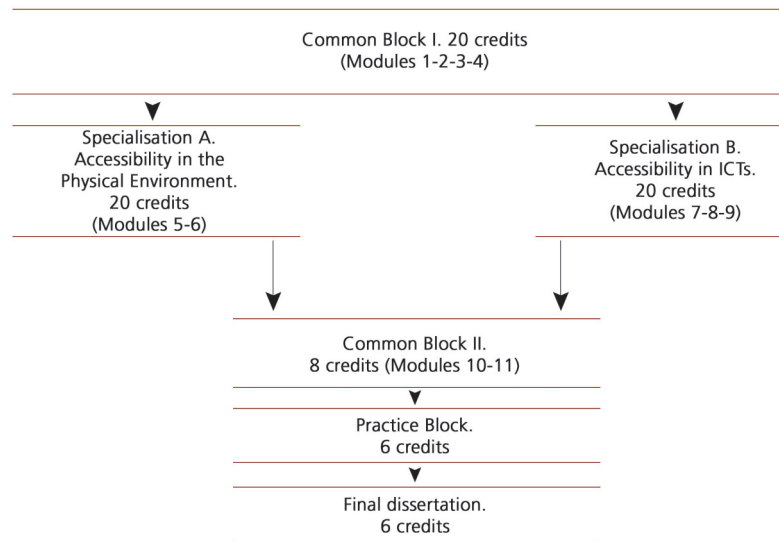 Common Block I. 20 credits
(Modules 1-2-3-4)
Specialisation A.
Accessibility in the
Physical Environment.
20 credits
(Modules 5-6)
Specialisation B.
Accessibility in ICTs.
20 credits
(Modules 7-8-9)
Common Block II.
8 credits (Modules 10-11)
Practice Block.
6 credits
Final dissertation.
6 credits